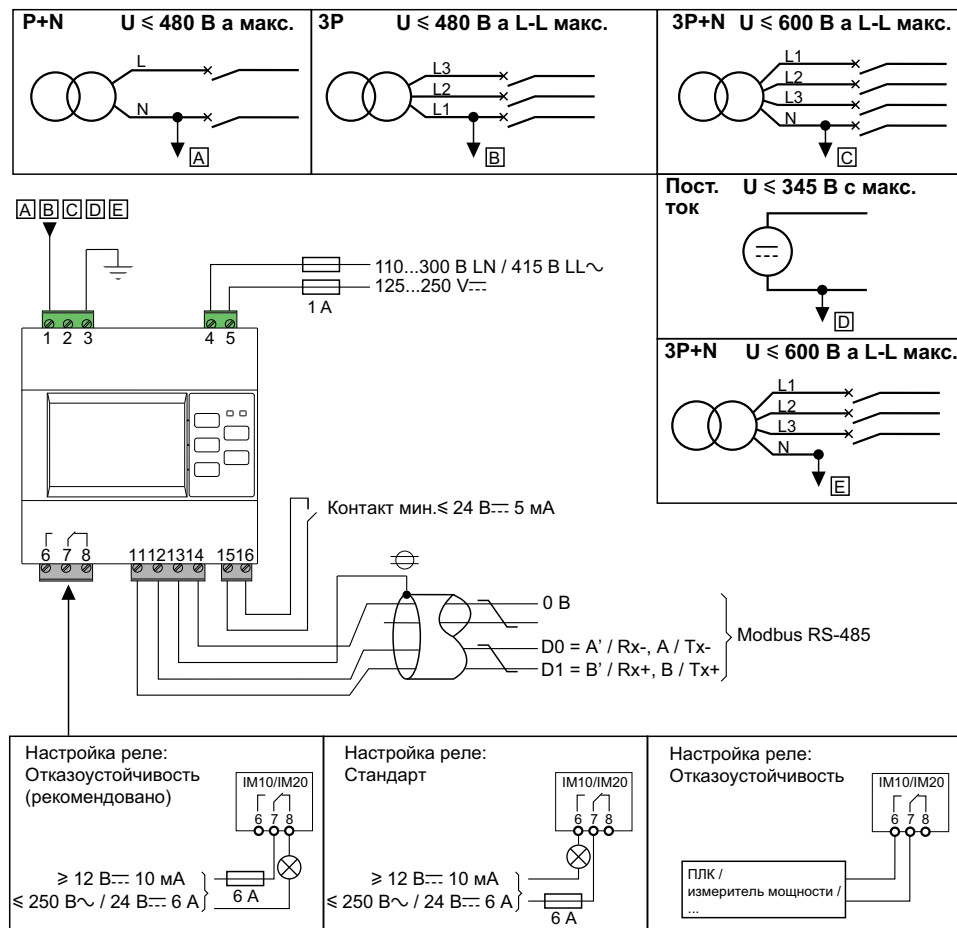 P+N U ⩽ 480 В а макс.
L
N
A
3P U ⩽ 480 В а L-L макс.
L3
L2
L1
B
3P+N U ⩽ 600 В а L-L макс.
L1
L2
L3
N
C
Пост. ток U ⩽ 345 В с макс.
D
3P+N U ⩽ 600 В а L-L макс.
L1
L2
L3
N
E
A B C D E
110...300 В LN / 415 В LL∼
125...250 V⎓
1 A
1 2 3
4 5
Контакт мин.⩽ 24 В⎓ 5 мА
6 7 8
11 12 13 14
15 16
0 В
D0 = A’ / Rx-, A / Tx-
D1 = B’ / Rx+, B / Tx+
Modbus RS-485
Настройка реле:
Отказоустойчивость
(рекомендовано)
IM10/IM20
6 7 8
⩾ 12 В⎓ 10 мА
⩽ 250 В∼ / 24 В⎓ 6 А
6 A
Настройка реле:
Стандарт
IM10/IM20
6 7 8
⩾ 12 В⎓ 10 мА
⩽ 250 В∼ / 24 В⎓ 6 А
6 A
Настройка реле:
Отказоустойчивость
IM10/IM20
6 7 8
ПЛК /
измеритель мощности /
...